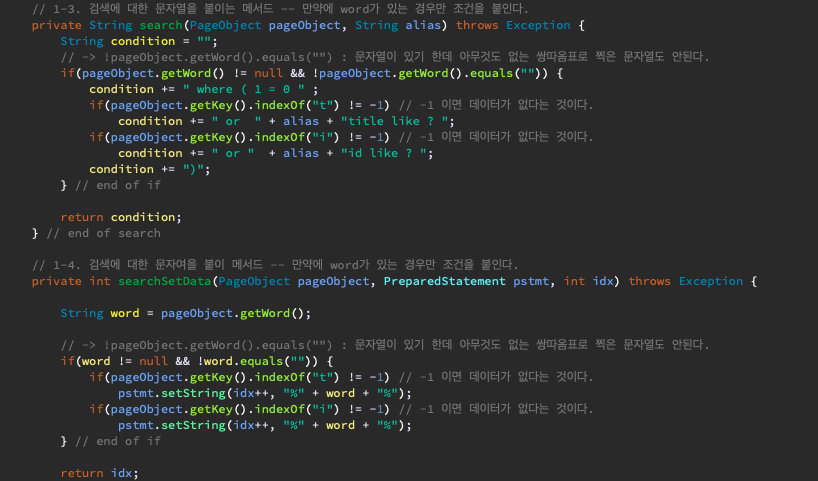 // 1-3. 검색에 대한 문자열을 붙이는 메서드 -- 만약에 word가 있는 경우만 조건을 붙인다.
private String search(PageObject pageObject, String alias) throws Exception {
String condition = "";
// -> !pageObject.getWord().equals("") : 문자열이 있기 한데 아무것도 없는 쌍따옴표로 찍은 문자열도 안된다.
if(pageObject.getWord() != null && !pageObject.getWord().equals("")) {
condition += " where ( 1 = 0 " ;
if(pageObject.getKey().indexOf("t") != -1) // -1 이면 데이터가 없다는 것이다.
condition += " or  " + alias + "title like ? ";
if(pageObject.getKey().indexOf("i") != -1) // -1 이면 데이터가 없다는 것이다.
condition += " or "  + alias + "id like ? ";
condition += ")";
} // end of if
return condition;
} // end of search
// 1-4. 검색에 대한 문자여을 붙이 메서드 -- 만약에 word가 있는 경우만 조건을 붙인다.
private int searchSetData(PageObject pageObject, PreparedStatement pstmt, int idx) throws Exception {
String word = pageObject.getWord();
// -> !pageObject.getWord().equals("") : 문자열이 있기 한데 아무것도 없는 쌍따옴표로 찍은 문자열도 안된다.
if(word != null && !word.equals("")) {
if(pageObject.getKey().indexOf("t") != -1) // -1 이면 데이터가 없다는 것이다.
pstmt.setString(idx++, "%" + word + "%");
if(pageObject.getKey().indexOf("i") != -1) // -1 이면 데이터가 없다는 것이다.
pstmt.setString(idx++, "%" + word + "%");
} // end of if
return idx;